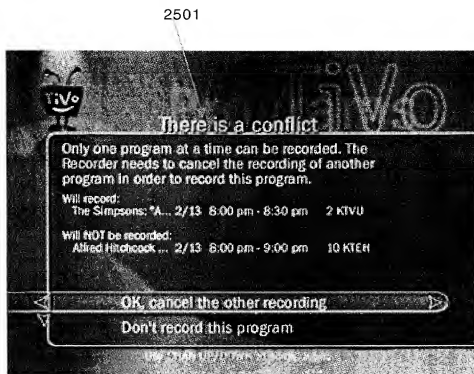 2501
TiVo
TiVo
There is a conflict
Only one program at a time can be recorded. The
Recorder needs to cancel the recording of another
program in order to record this program.
Will record:
The Simpsons: "A... 2/13 8:00 pm - 8:30 pm 2 KTVU
Will NOT be recorded:
Alfred Hitchcock ... 2/13 8:00 pm - 9:00 pm 10 KTEH
OK, cancel the other recording
Don't record this program